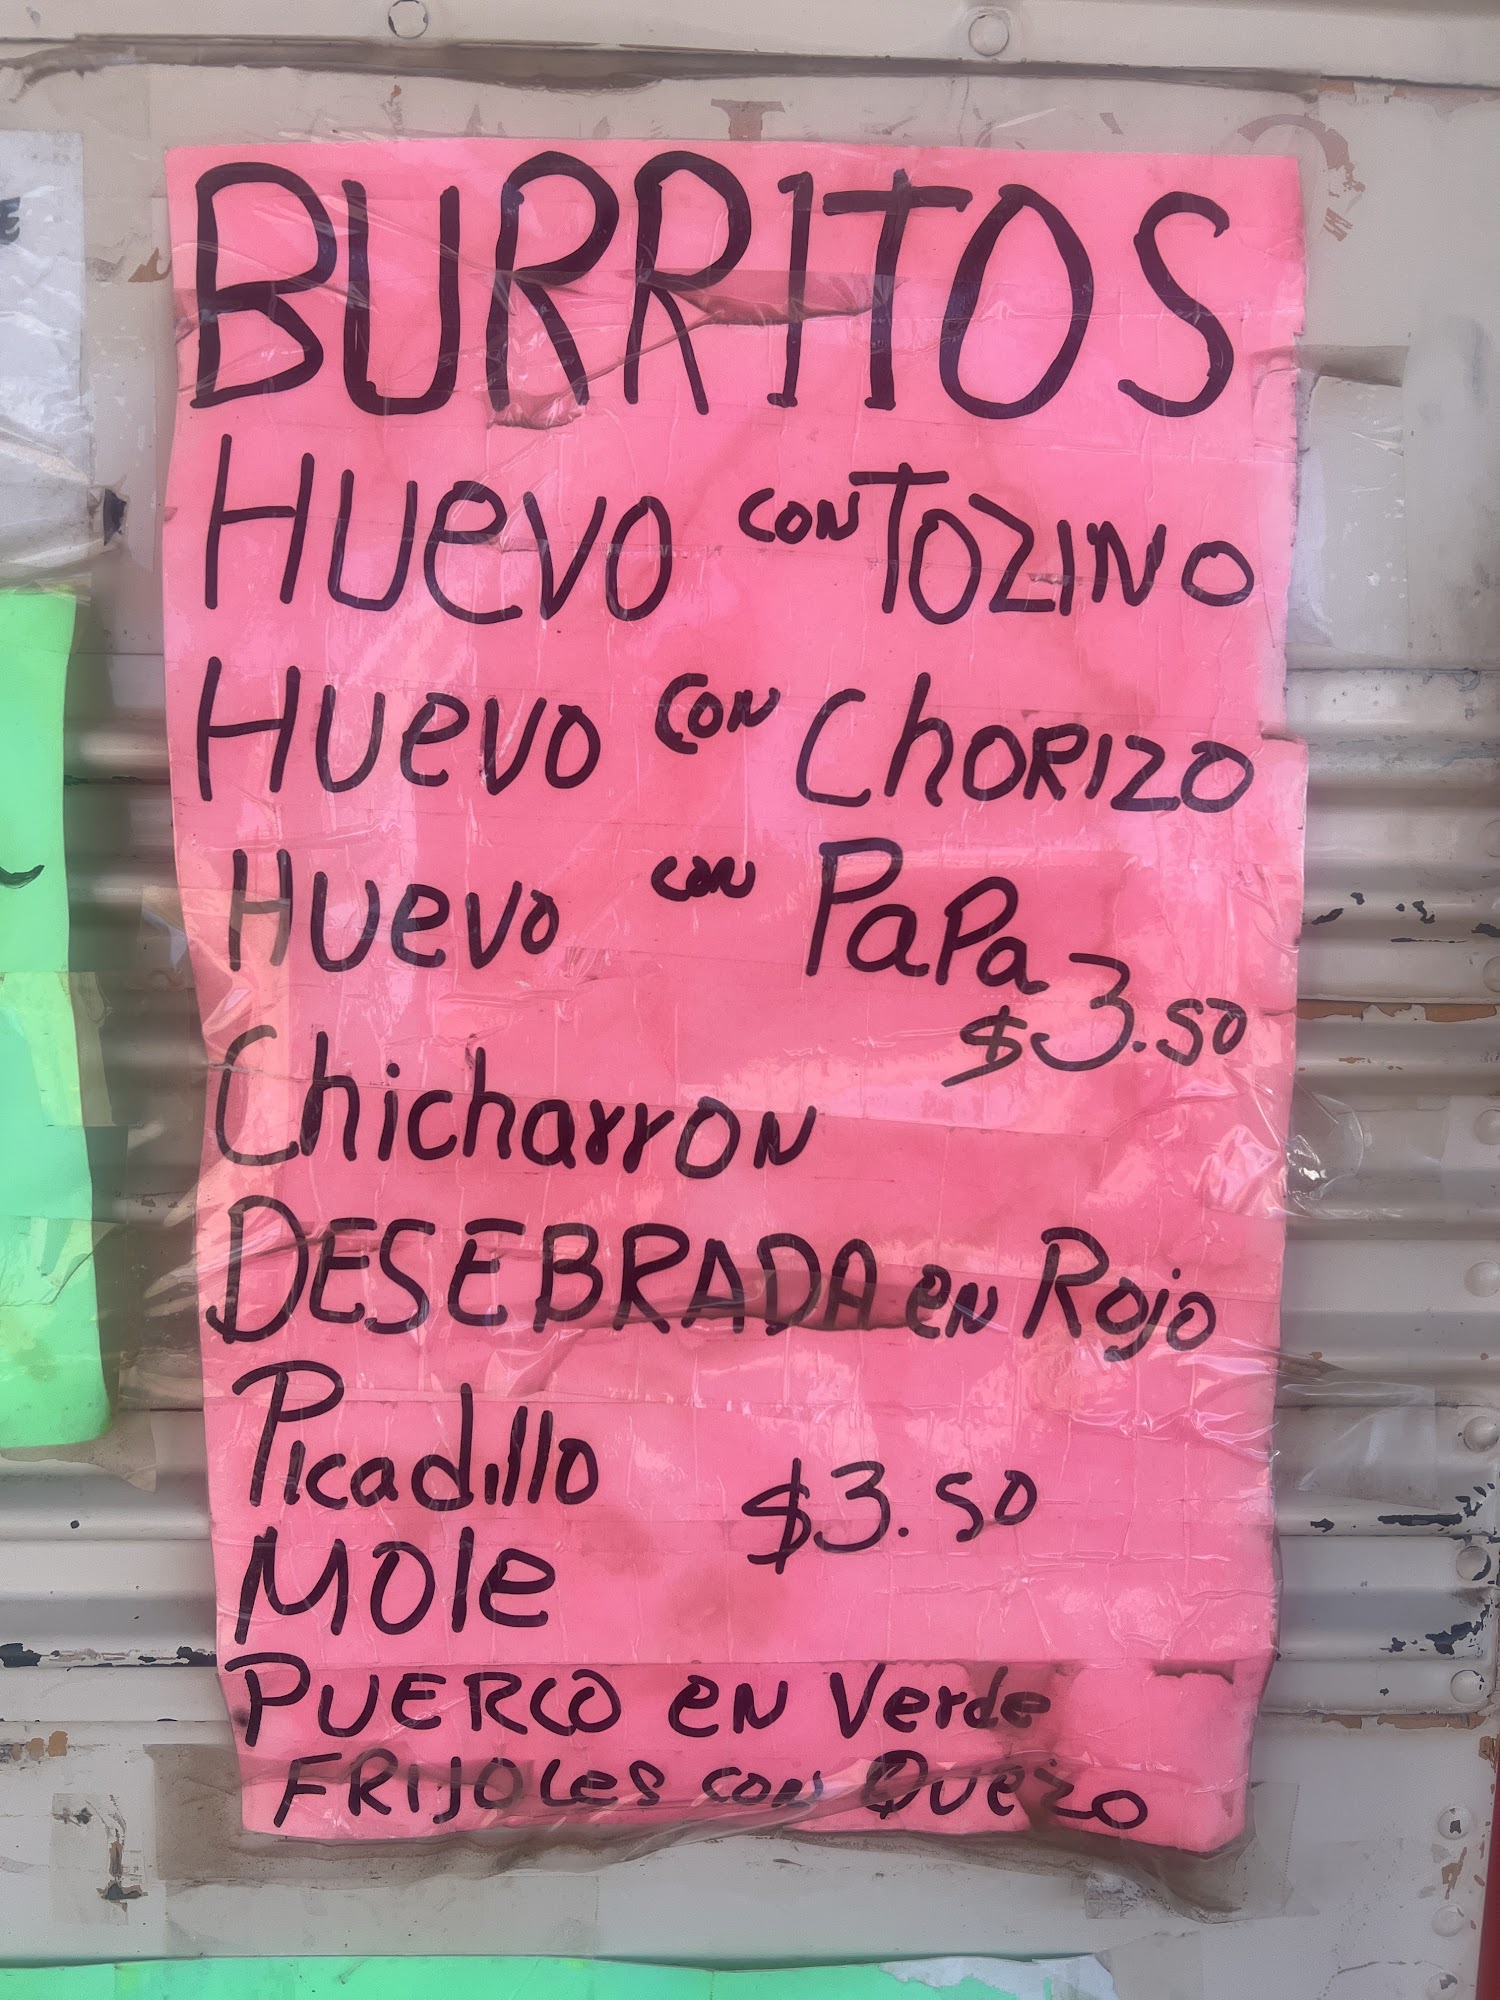 BURRITOS
Huevo con TOZINO
Huevo con ChORIZO
Huevo con PaPa
$3.50
ChicharrON
DESEBRADA eN Rojo
Picadillo
$3.50
MOle
PUERCO eN Verde
FRIJOLes con Quezo